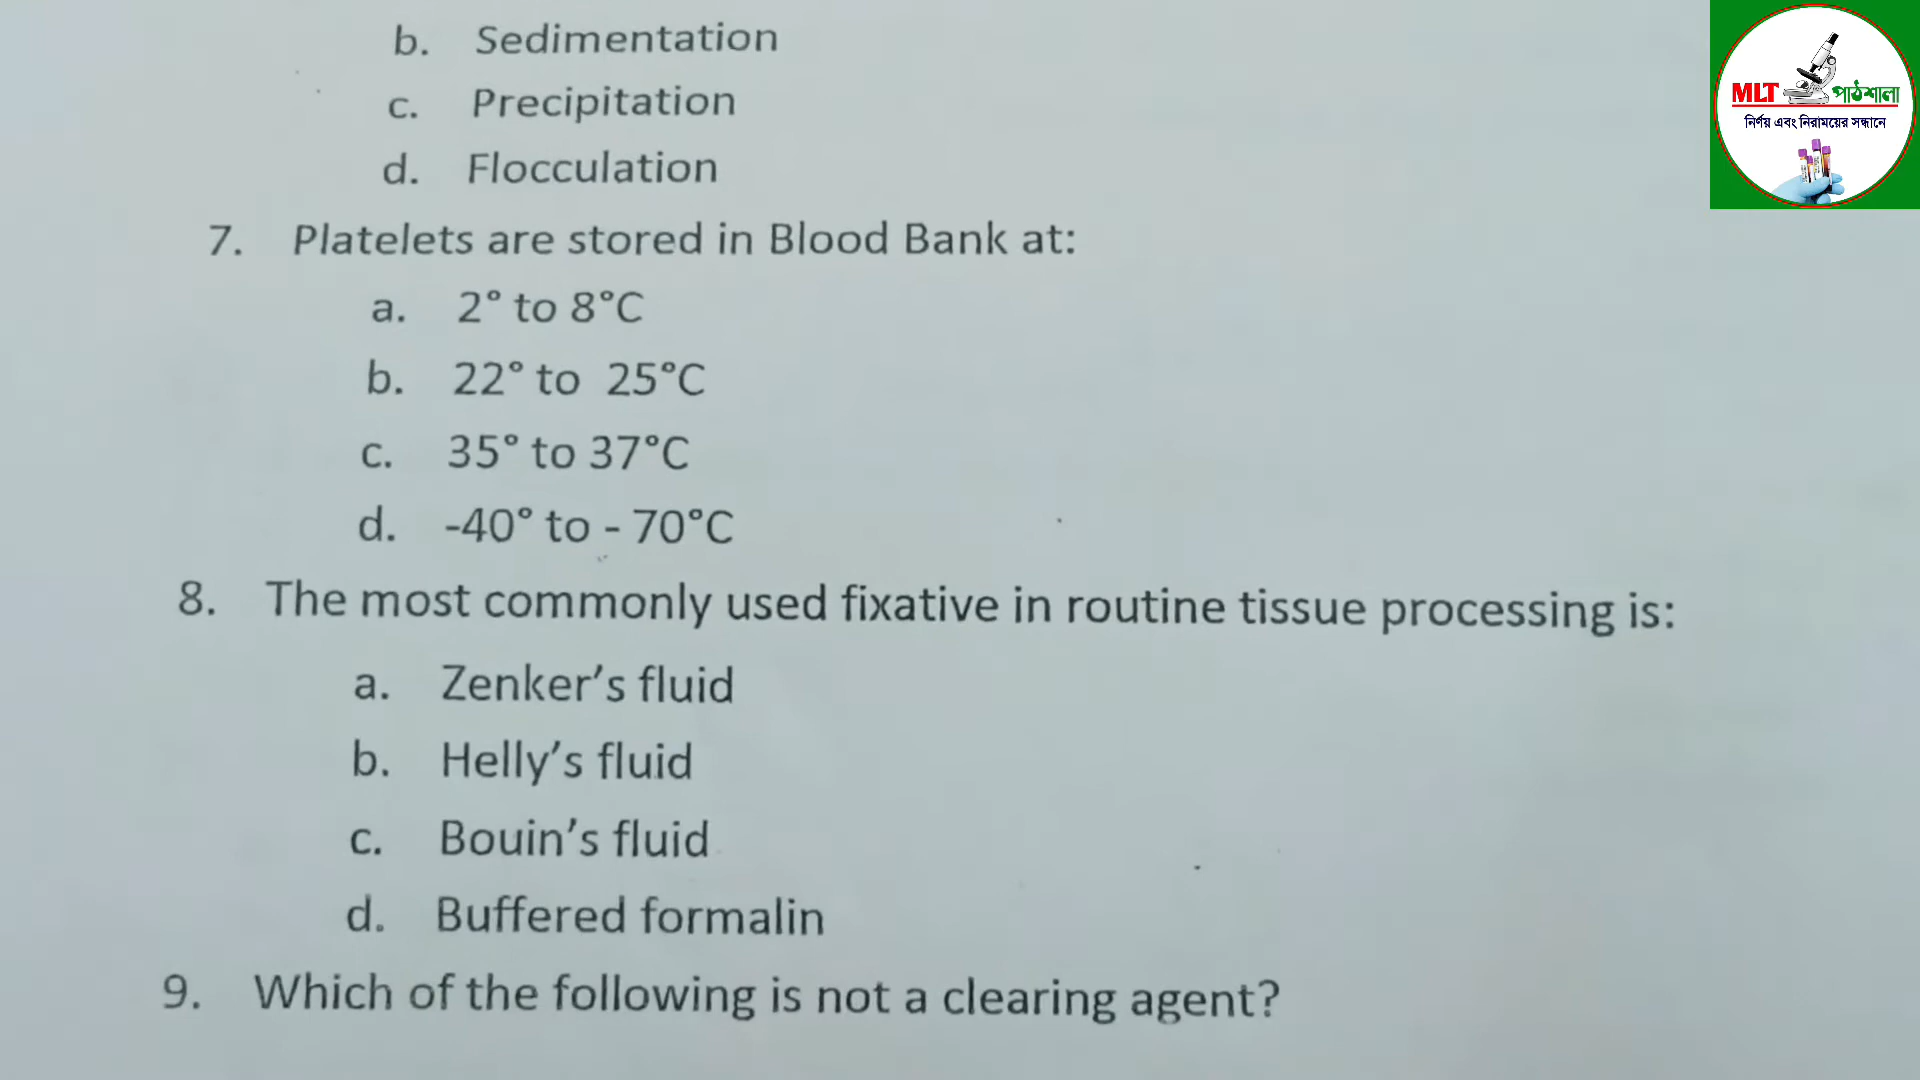 b. Sedimentation
c. Precipitation
d. Flocculation
7. Platelets are stored in Blood Bank at:
a. 2° to 8°C
b. 22° to 25°C
c. 35° to 37°C
d. -40° to - 70°C
8. The most commonly used fixative in routine tissue processing is:
a. Zenker’s fluid
b. Helly’s fluid
c. Bouin’s fluid
d. Buffered formalin
9. Which of the following is not a clearing agent?
MLT পাঠশালা
নির্ণয় এবং নিরাময়ের সন্ধানে